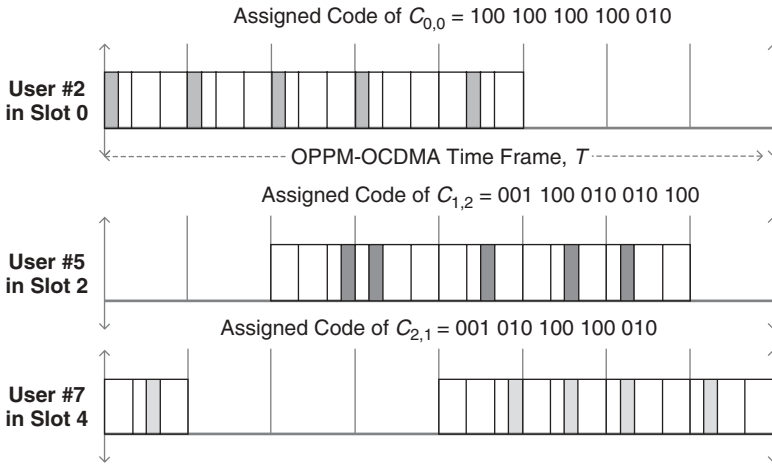 Assigned Code of C0,0 = 100 100 100 100 010
User #2
in Slot 0
OPPM-OCDMA Time Frame, T
Assigned Code of C1,2 = 001 100 010 010 100
User #5
in Slot 2
Assigned Code of C2,1 = 001 010 100 100 010
User #7
in Slot 4